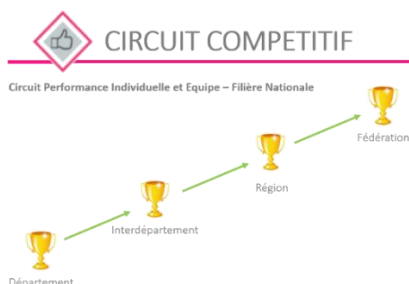 CIRCUIT COMPETITIF
Circuit Performance Individuelle et Equipe – Filière Nationale
Fédération
Région
Interdépartement
Département